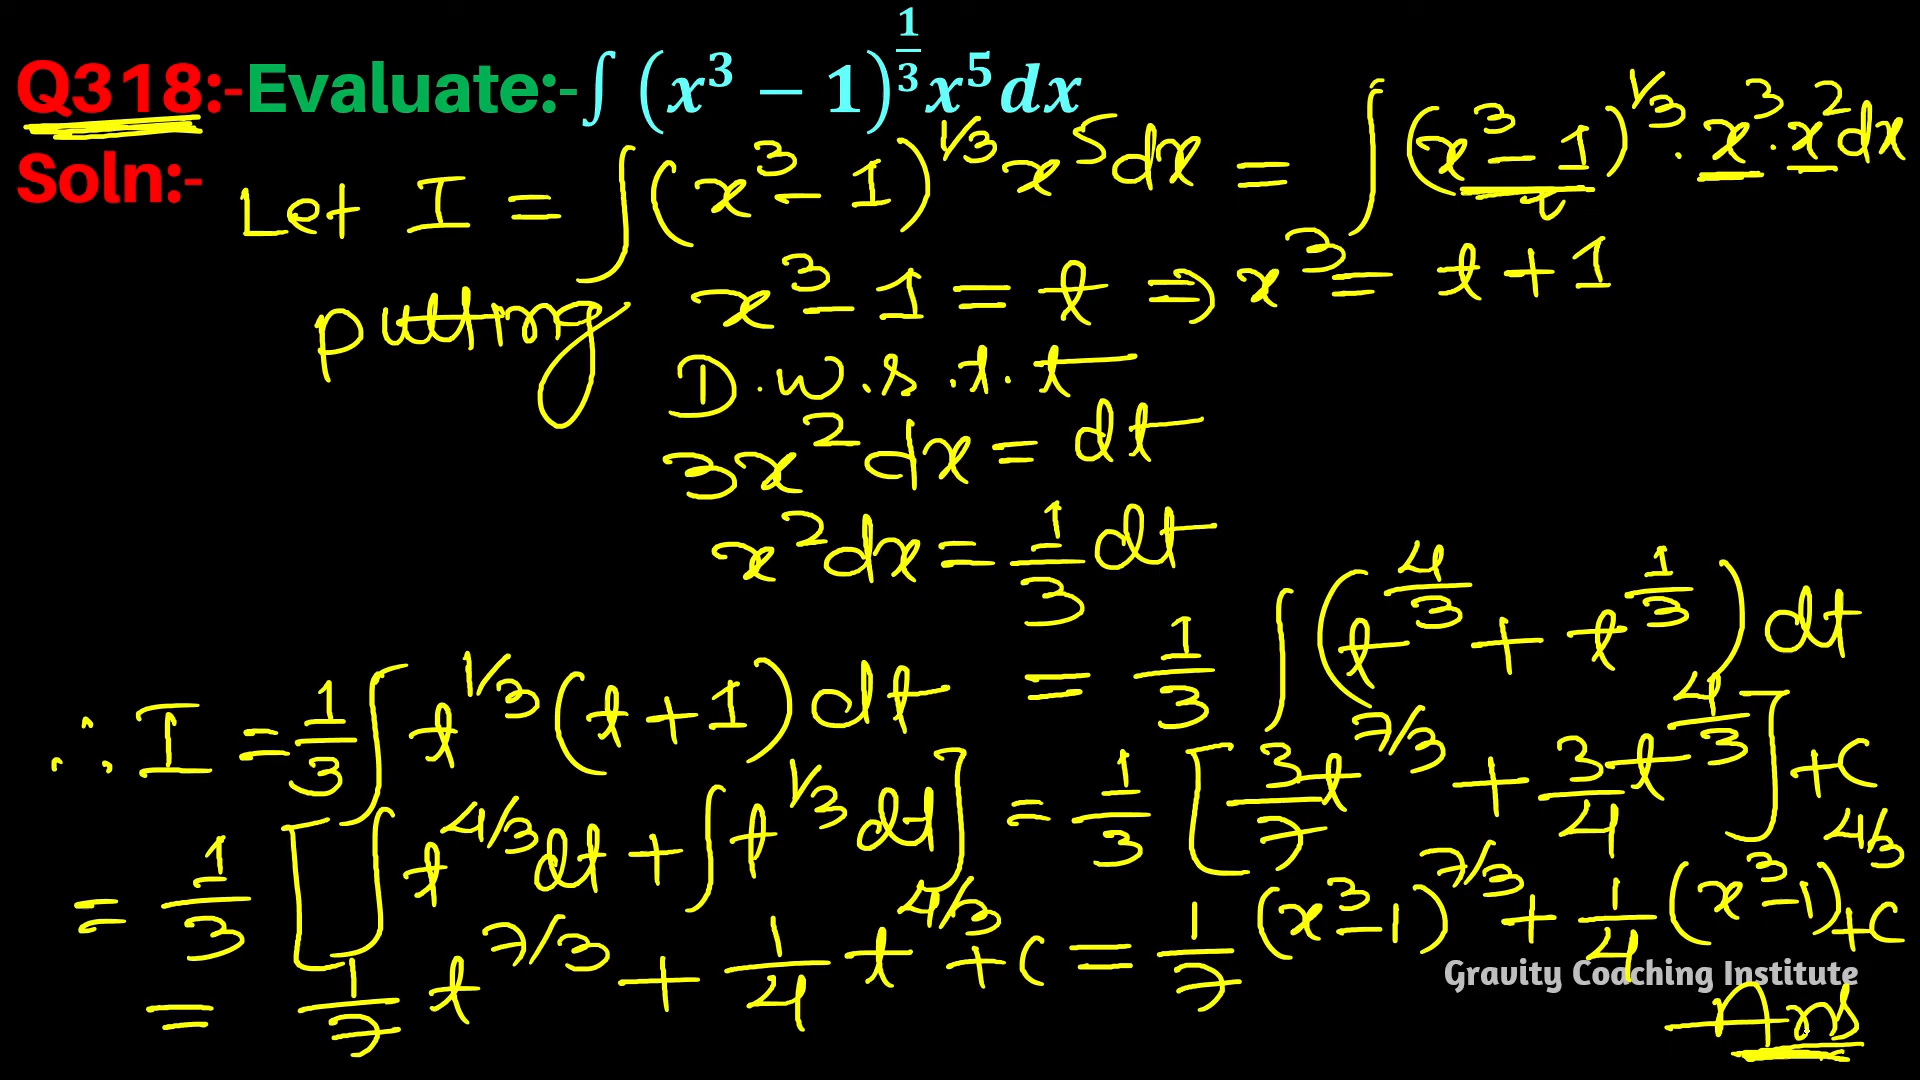 Q318:-Evaluate:-∫ (x³ − 1)^(1/3) x⁵ dx
Soln:-
Let I = ∫(x³ − 1)^(1/3) x⁵ dx = ∫(x³ − 1)^(1/3) · x³ · x² dx
t
putting x³ − 1 = t ⇒ x³ = t + 1
D.w.r.t. t
3x² dx = dt
x² dx = 1/3 dt
∴ I = 1/3 ∫ t^(1/3) (t + 1) dt = 1/3 ∫ (t^(4/3) + t^(1/3)) dt
= 1/3 [∫ t^(4/3) dt + ∫ t^(1/3) dt] = 1/3 [3/7 t^(7/3) + 3/4 t^(4/3)] + C
= 1/7 t^(7/3) + 1/4 t^(4/3) + C = 1/7 (x³ − 1)^(7/3) + 1/4 (x³ − 1)^(4/3) + C
Gravity Coaching Institute
Ans